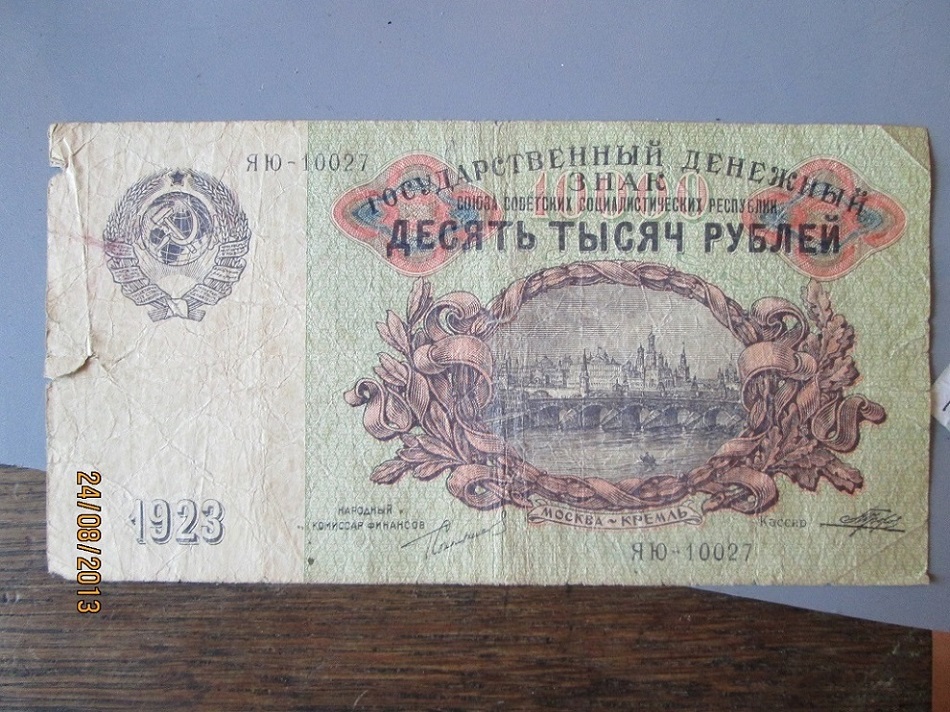 ЯЮ-10027
ГОСУДАРСТВЕННЫЙ ДЕНЕЖНЫЙ
ЗНАК
10000
СОЮЗА СОВЕТСКИХ СОЦИАЛИСТИЧЕСКИХ РЕСПУБЛИК
ДЕСЯТЬ ТЫСЯЧ РУБЛЕЙ
1923
НАРОДНЫЙ
КОМИССАР ФИНАНСОВ
МОСКВА~КРЕМЛЬ
Кассир
ЯЮ-10027
24/08/2013